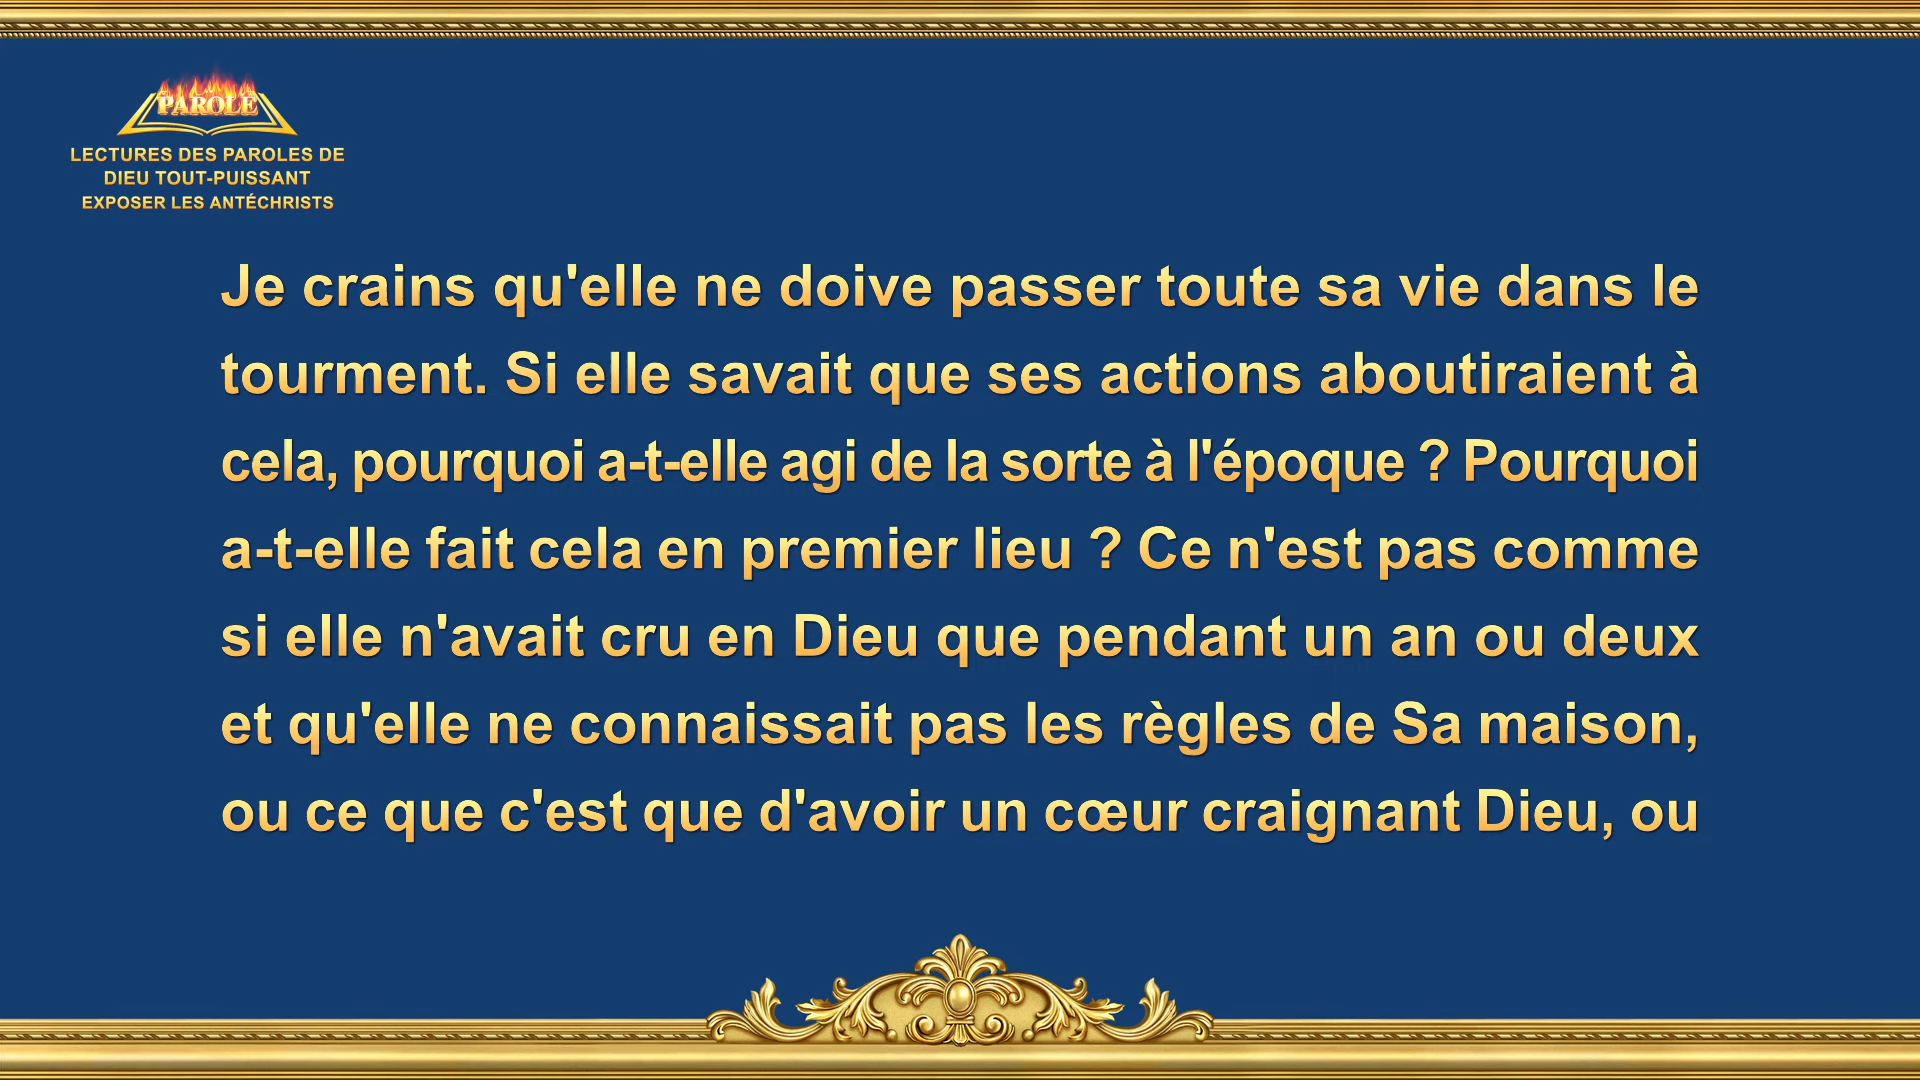 PAROLE
LECTURES DES PAROLES DE
DIEU TOUT-PUISSANT
EXPOSER LES ANTÉCHRISTS
Je crains qu'elle ne doive passer toute sa vie dans le
tourment. Si elle savait que ses actions aboutiraient à
cela, pourquoi a-t-elle agi de la sorte à l'époque ? Pourquoi
a-t-elle fait cela en premier lieu ? Ce n'est pas comme
si elle n'avait cru en Dieu que pendant un an ou deux
et qu'elle ne connaissait pas les règles de Sa maison,
ou ce que c'est que d'avoir un cœur craignant Dieu, ou